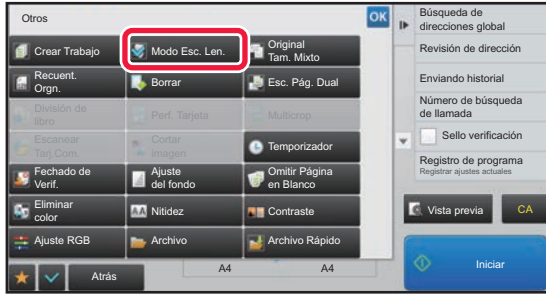 Otros
OK
Crear Trabajo
Modo Esc. Len.
Original
Tam. Mixto
Recuent.
Orgn.
Borrar
Esc. Pág. Dual
División de
libro
Perf. Tarjeta
Multicrop
Escanear
Tarj.Com.
Cortar
imagen
Temporizador
Fechado de
Verif.
Ajuste
del fondo
Omitir Página
en Blanco
Eliminar
color
Nitidez
Contraste
Ajuste RGB
Archivo
Archivo Rápido
Atrás
A4
A4
Búsqueda de
direcciones global
Revisión de dirección
Enviando historial
Número de búsqueda
de llamada
Sello verificación
Registro de programa
Registrar ajustes actuales
Vista previa
CA
Iniciar